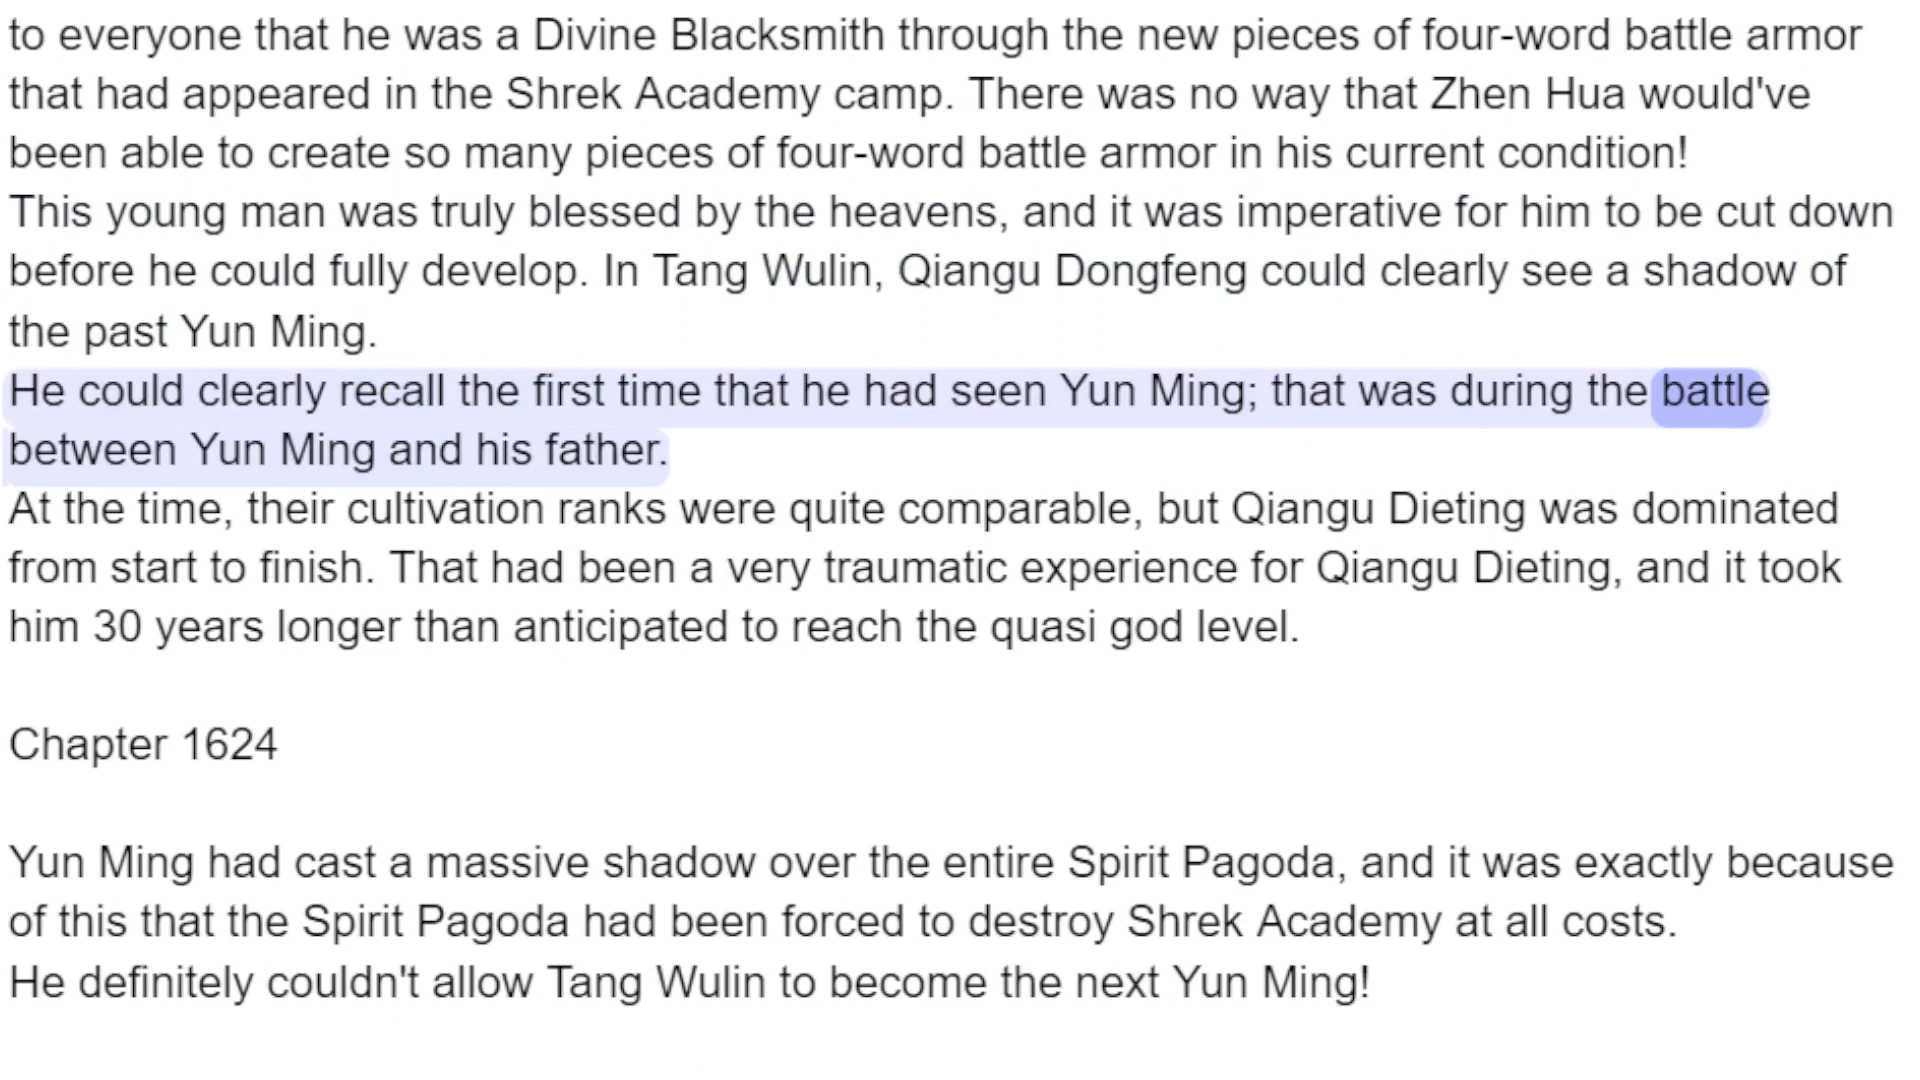 to everyone that he was a Divine Blacksmith through the new pieces of four-word battle armor
that had appeared in the Shrek Academy camp. There was no way that Zhen Hua would've
been able to create so many pieces of four-word battle armor in his current condition!
This young man was truly blessed by the heavens, and it was imperative for him to be cut down
before he could fully develop. In Tang Wulin, Qiangu Dongfeng could clearly see a shadow of
the past Yun Ming.
He could clearly recall the first time that he had seen Yun Ming; that was during the battle
between Yun Ming and his father.
At the time, their cultivation ranks were quite comparable, but Qiangu Dieting was dominated
from start to finish. That had been a very traumatic experience for Qiangu Dieting, and it took
him 30 years longer than anticipated to reach the quasi god level.
Chapter 1624
Yun Ming had cast a massive shadow over the entire Spirit Pagoda, and it was exactly because
of this that the Spirit Pagoda had been forced to destroy Shrek Academy at all costs.
He definitely couldn't allow Tang Wulin to become the next Yun Ming!